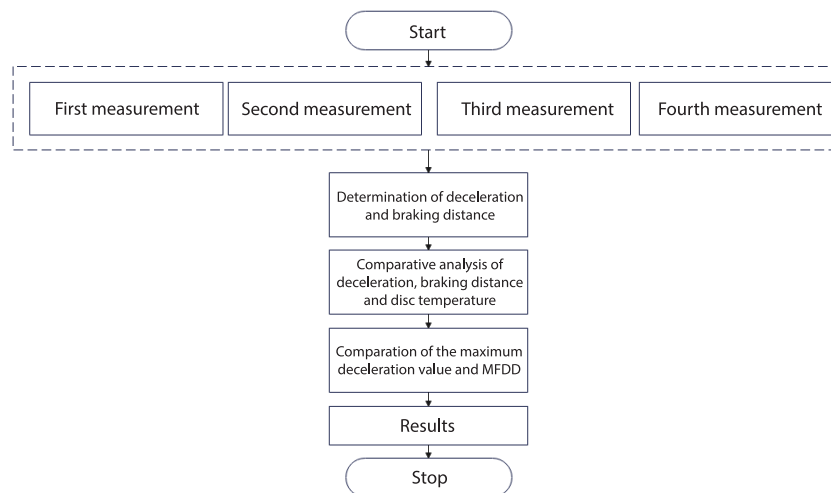 Start
First measurement
Second measurement
Third measurement
Fourth measurement
Determination of deceleration
and braking distance
Comparative analysis of
deceleration, braking distance
and disc temperature
Comparation of the maximum
deceleration value and MFDD
Results
Stop